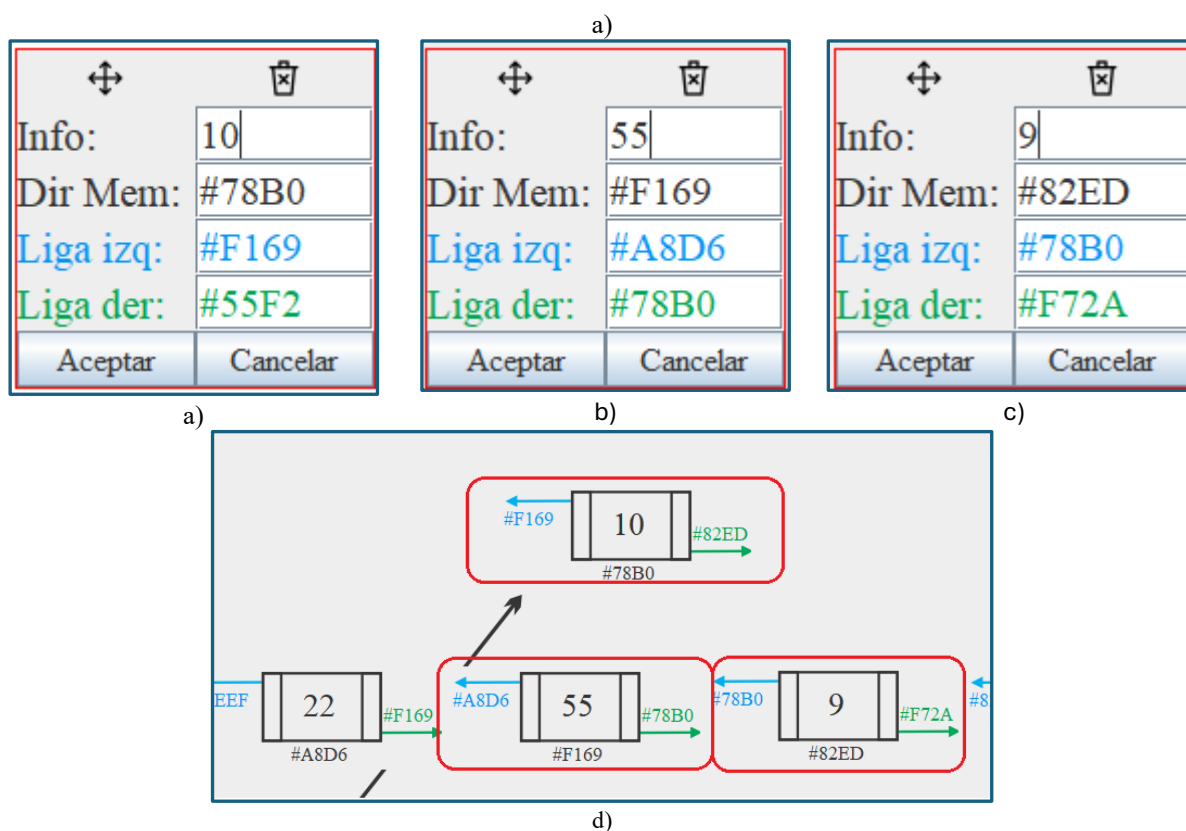 a)
Info: 10
Dir Mem: #78B0
Liga izq: #F169
Liga der: #55F2
Aceptar Cancelar
Info: 55
Dir Mem: #F169
Liga izq: #A8D6
Liga der: #78B0
Aceptar Cancelar
Info: 9
Dir Mem: #82ED
Liga izq: #78B0
Liga der: #F72A
Aceptar Cancelar
a) b) c)
#F169
10
#82ED
#78B0
EEF
22
#F169
#A8D6
#A8D6
55
#78B0
#F169
#78B0
9
#F72A
#82ED
#8
d)